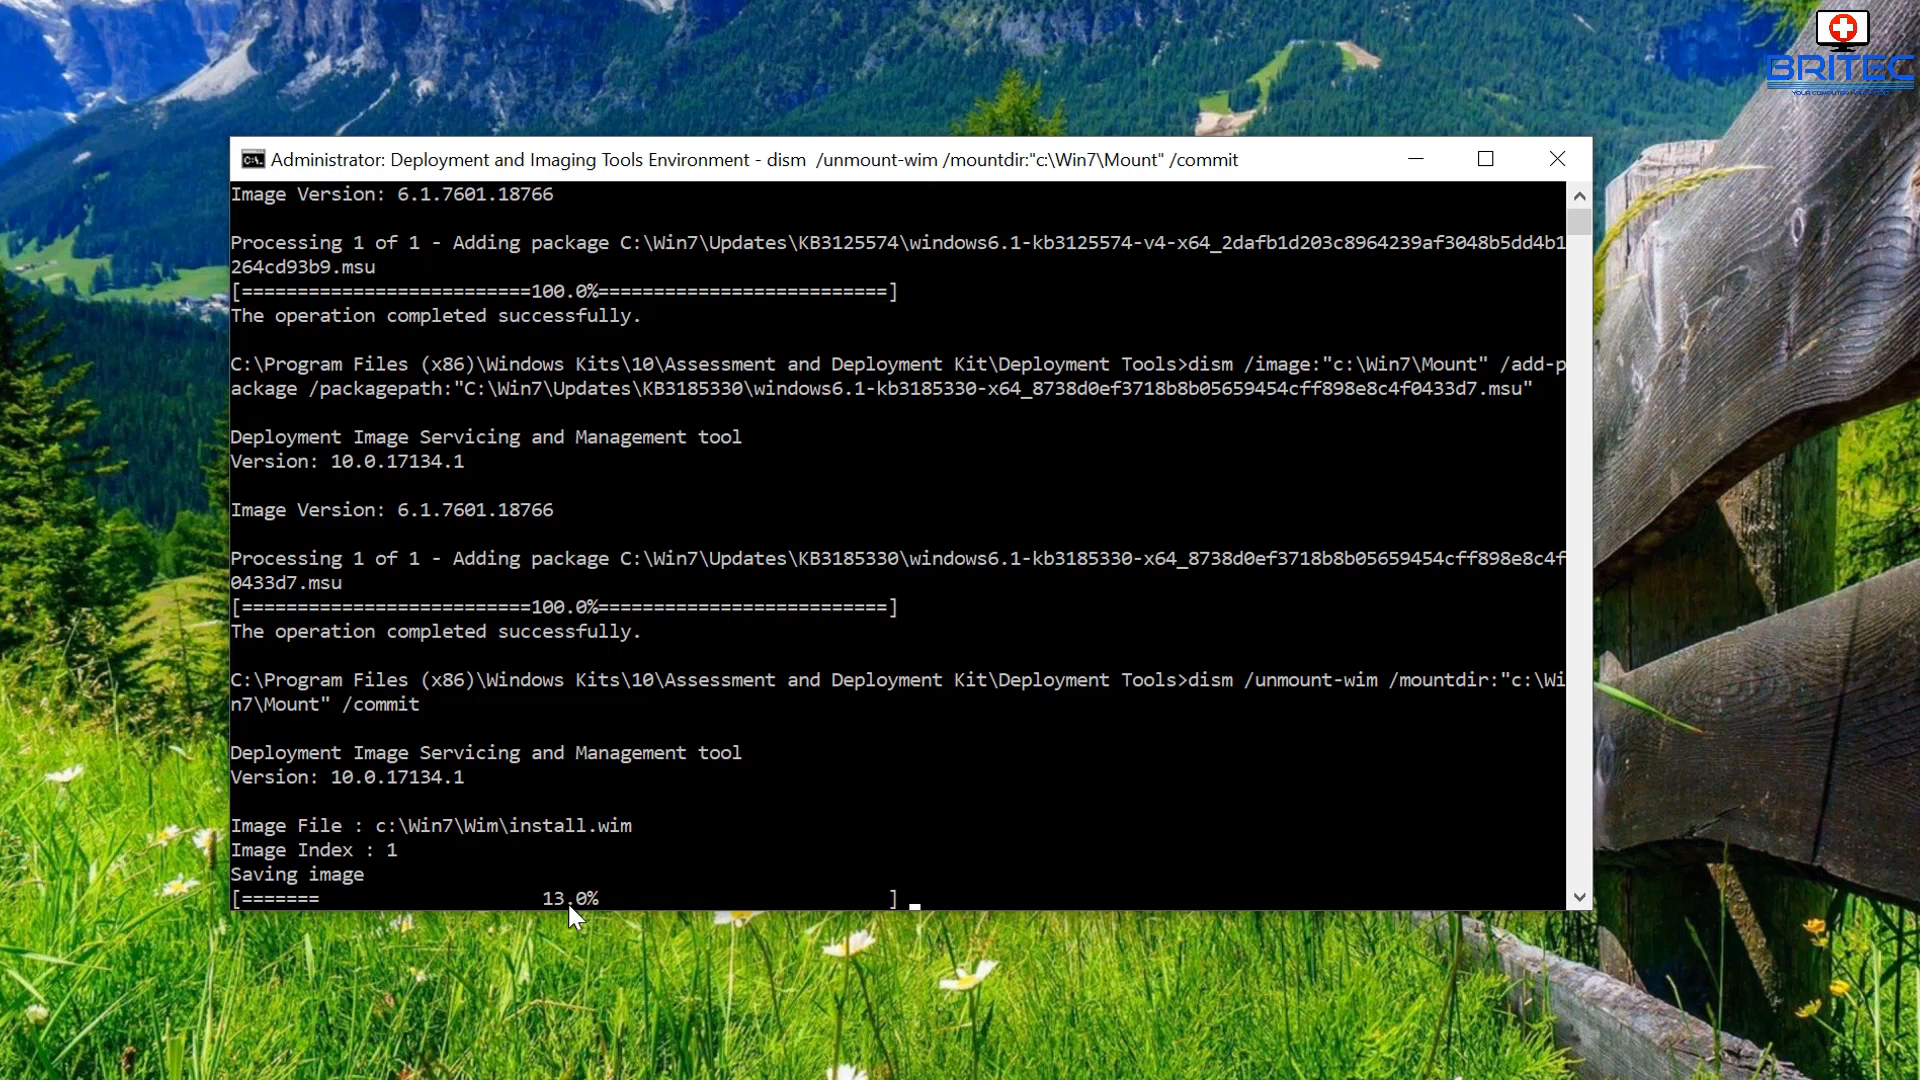 BRITEC
Administrator: Deployment and Imaging Tools Environment - dism  /unmount-wim /mountdir:"c:\Win7\Mount" /commit
Image Version: 6.1.7601.18766
Processing 1 of 1 - Adding package C:\Win7\Updates\KB3125574\windows6.1-kb3125574-v4-x64_2dafb1d203c8964239af3048b5dd4b1
264cd93b9.msu
[==========================100.0%==========================]
The operation completed successfully.
C:\Program Files (x86)\Windows Kits\10\Assessment and Deployment Kit\Deployment Tools>dism /image:"c:\Win7\Mount" /add-p
ackage /packagepath:"C:\Win7\Updates\KB3185330\windows6.1-kb3185330-x64_8738d0ef3718b8b05659454cff898e8c4f0433d7.msu"
Deployment Image Servicing and Management tool
Version: 10.0.17134.1
Image Version: 6.1.7601.18766
Processing 1 of 1 - Adding package C:\Win7\Updates\KB3185330\windows6.1-kb3185330-x64_8738d0ef3718b8b05659454cff898e8c4f
0433d7.msu
[==========================100.0%==========================]
The operation completed successfully.
C:\Program Files (x86)\Windows Kits\10\Assessment and Deployment Kit\Deployment Tools>dism /unmount-wim /mountdir:"c:\Wi
n7\Mount" /commit
Deployment Image Servicing and Management tool
Version: 10.0.17134.1
Image File : c:\Win7\Wim\install.wim
Image Index : 1
Saving image
[=======                    13.0%                          ]